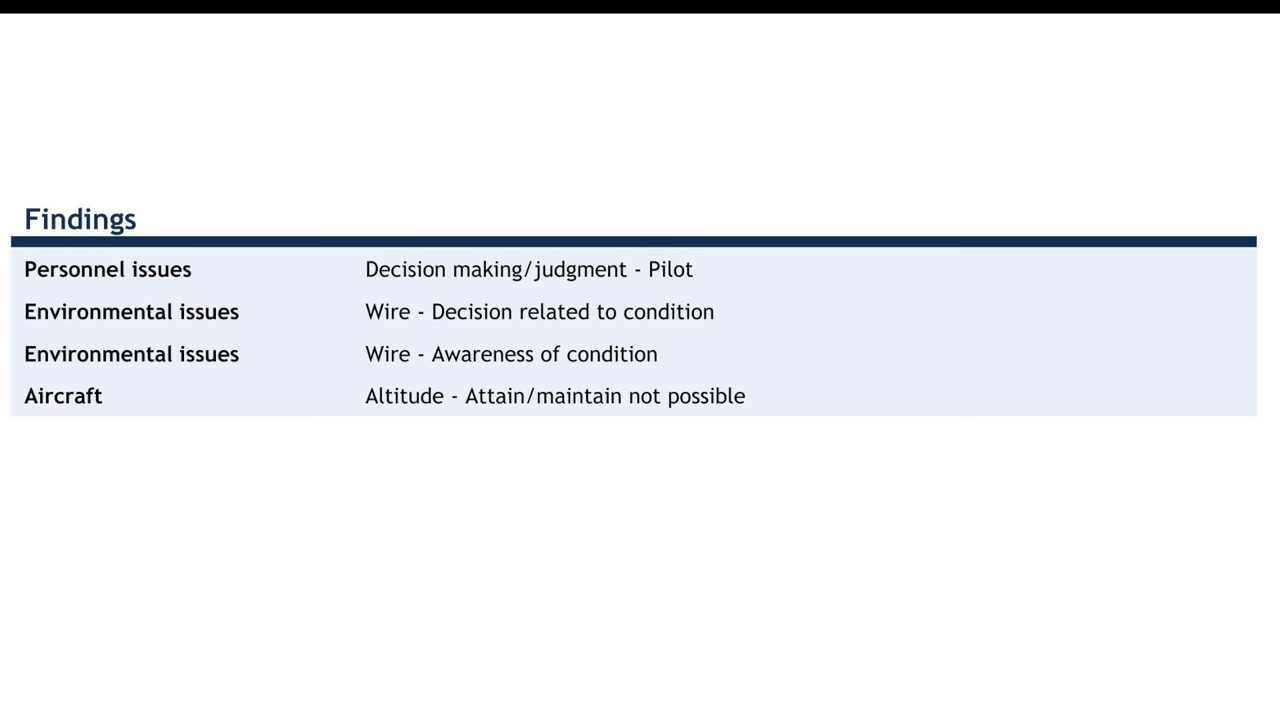 Findings
Personnel issues Decision making/judgment - Pilot
Environmental issues Wire - Decision related to condition
Environmental issues Wire - Awareness of condition
Aircraft Altitude - Attain/maintain not possible